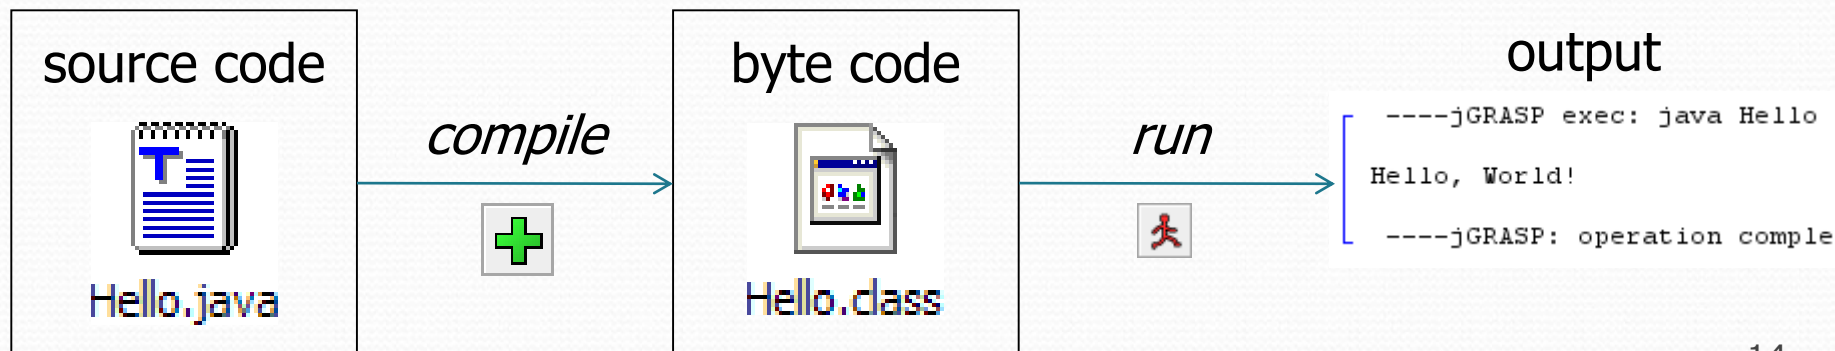 source code
Hello.java
compile
byte code
Hello.class
run
output
----jGRASP exec: java Hello
Hello, World!
----jGRASP: operation comple
14